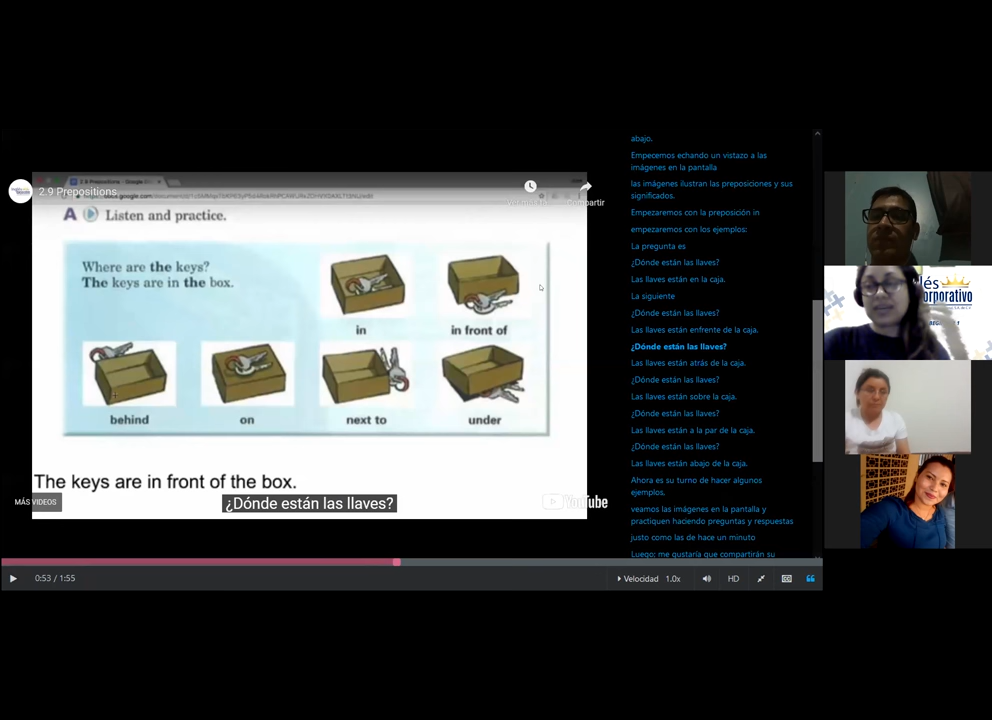 2.9 Prepositions
Compartir
A Listen and practice.
Where are the keys?
The keys are in the box.
in
in front of
behind
on
next to
under
The keys are in front of the box.
MÁS VIDEOS
¿Dónde están las llaves?
YouTube
0:53 / 1:55
Velocidad 1.0x
HD
abajo.
Empecemos echando un vistazo a las
imágenes en la pantalla
las imágenes ilustran las preposiciones y sus
significados.
Empezaremos con la preposición in
empezaremos con los ejemplos:
La pregunta es
¿Dónde están las llaves?
Las llaves están en la caja.
La siguiente
¿Dónde están las llaves?
Las llaves están enfrente de la caja.
¿Dónde están las llaves?
Las llaves están atrás de la caja.
¿Dónde están las llaves?
Las llaves están sobre la caja.
¿Dónde están las llaves?
Las llaves están a la par de la caja.
¿Dónde están las llaves?
Las llaves están abajo de la caja.
Ahora es su turno de hacer algunos
ejemplos.
veamos las imágenes en la pantalla y
practiquen haciendo preguntas y respuestas
justo como las de hace un minuto
Luego; me gustaría que compartirán su
lés
orporativo